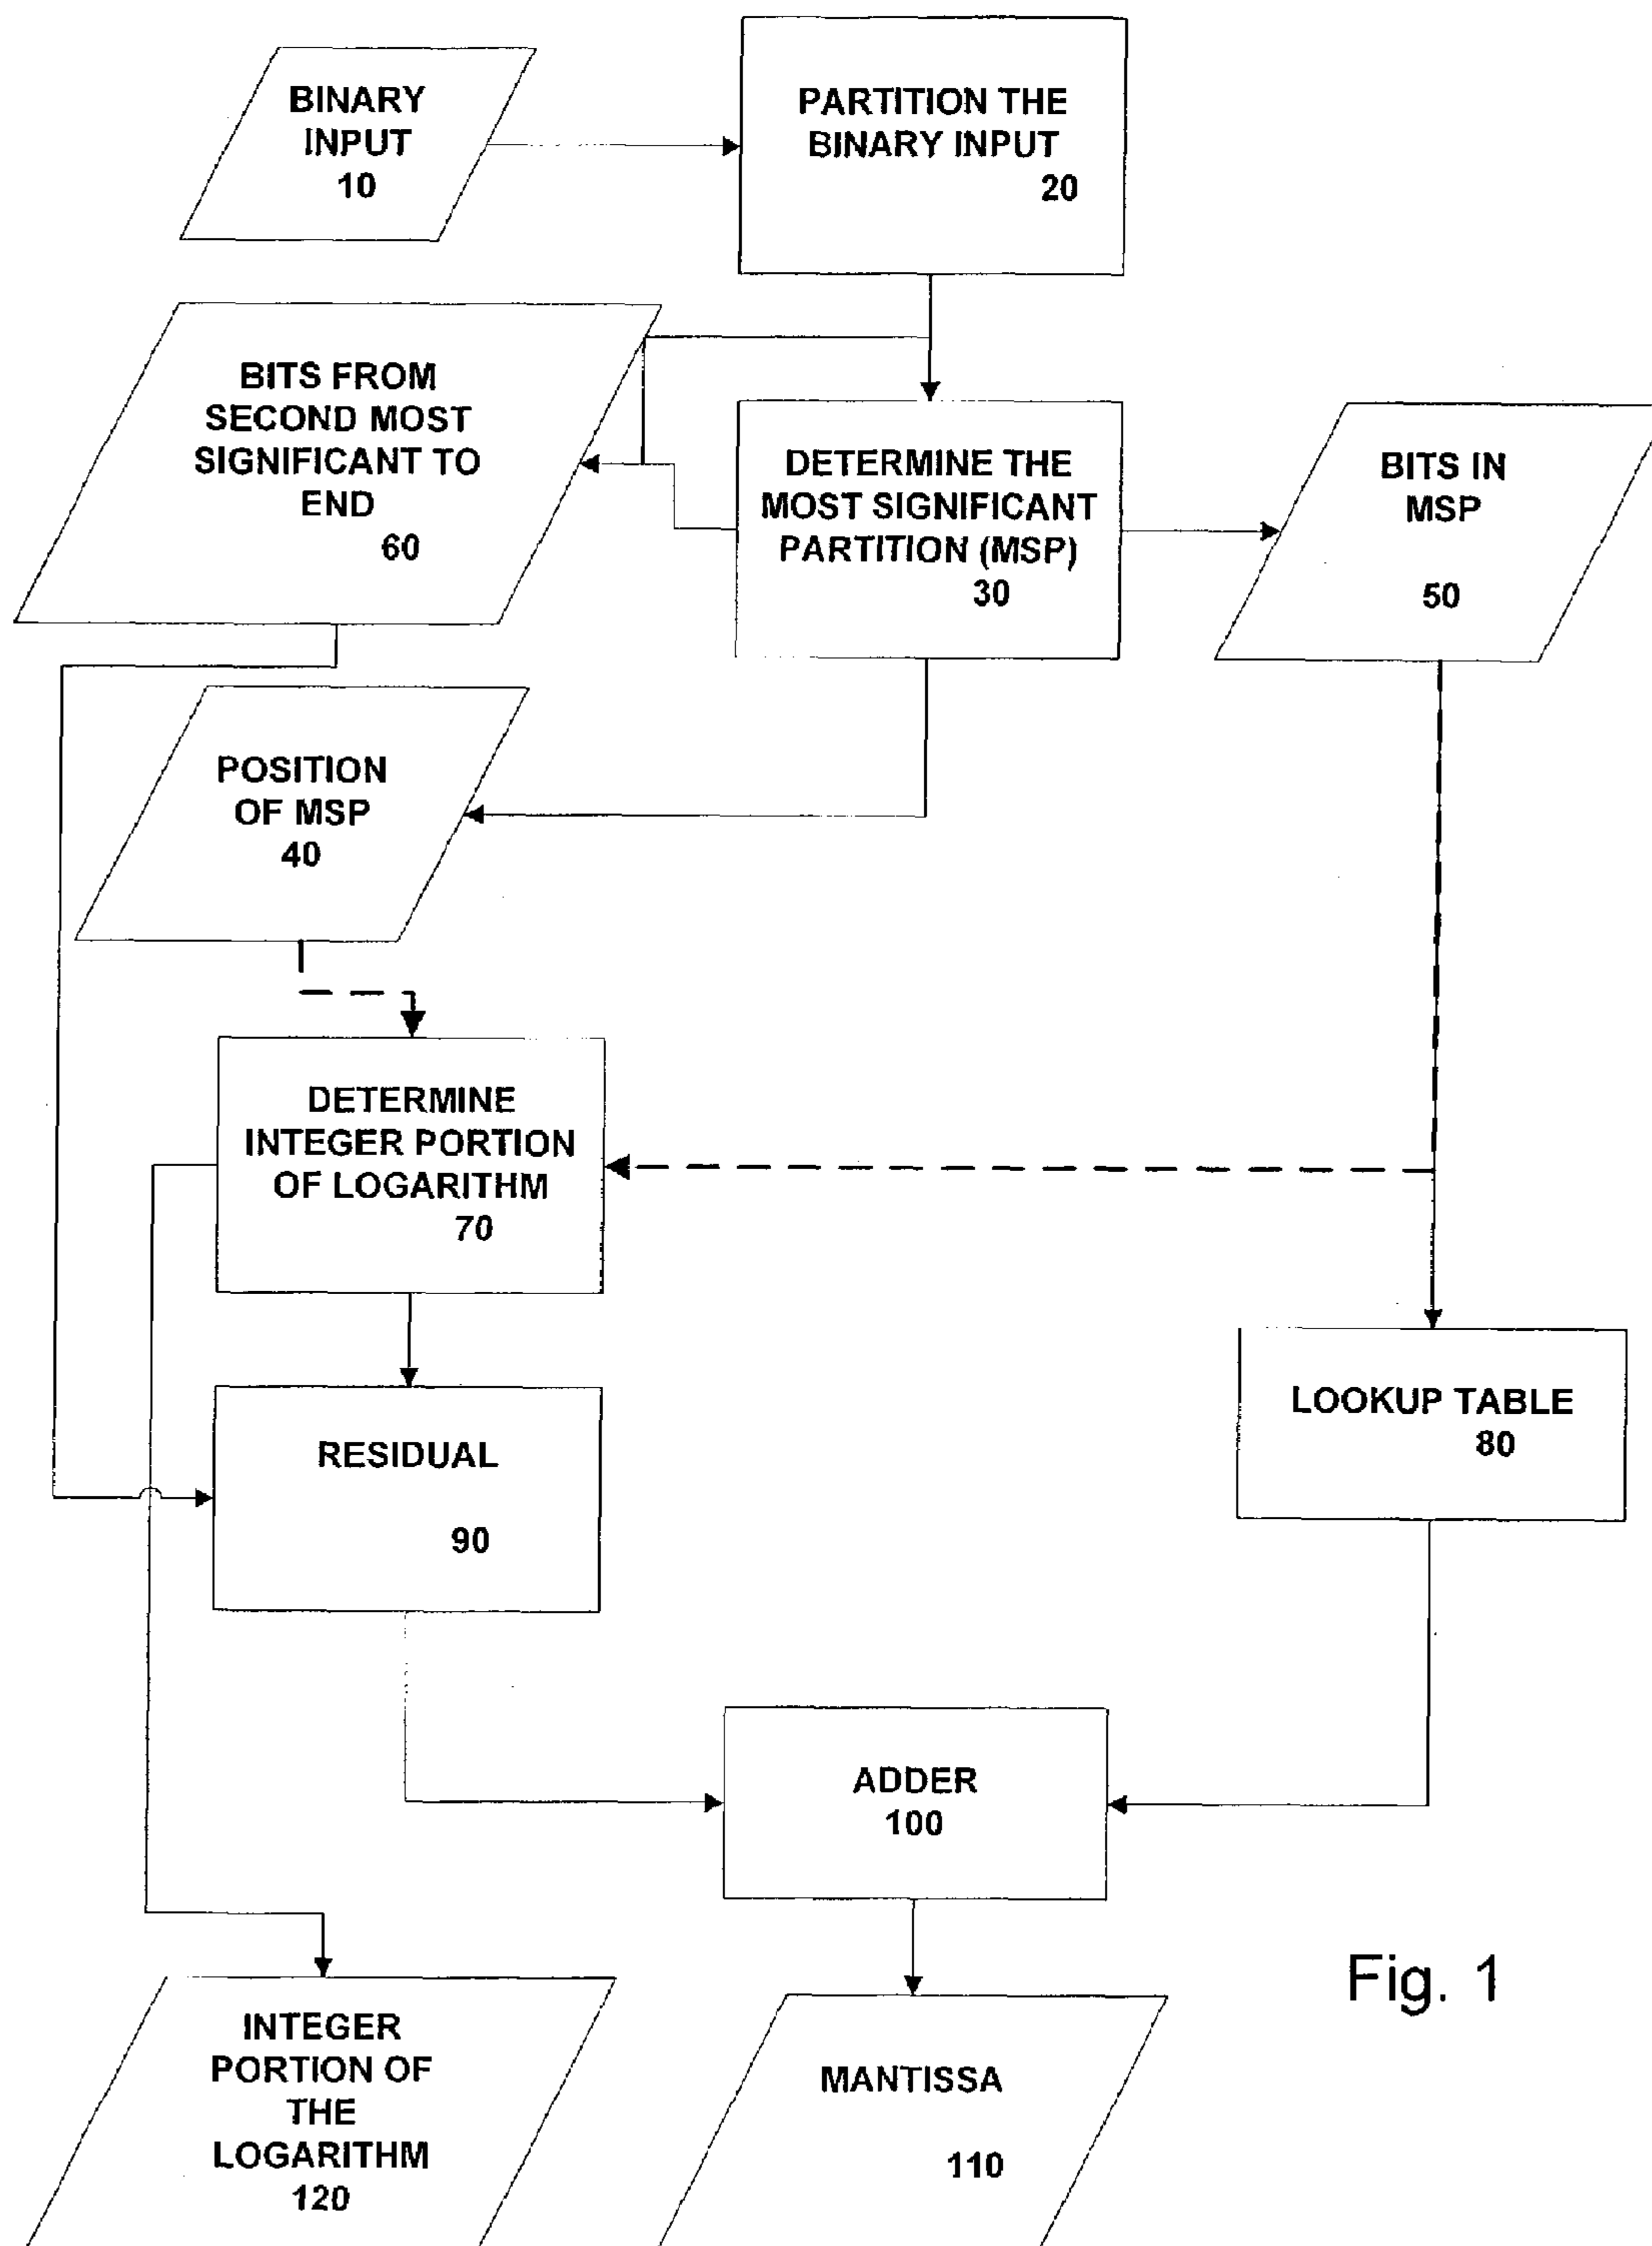 BINARY
INPUT
10
PARTITION THE
BINARY INPUT
20
BITS FROM
SECOND MOST
SIGNIFICANT TO
END
60
DETERMINE THE
MOST SIGNIFICANT
PARTITION (MSP)
30
BITS IN
MSP
50
POSITION
OF MSP
40
DETERMINE
INTEGER PORTION
OF LOGARITHM
70
LOOKUP TABLE
80
RESIDUAL
90
ADDER
100
INTEGER
PORTION OF
THE
LOGARITHM
120
MANTISSA
110
Fig. 1